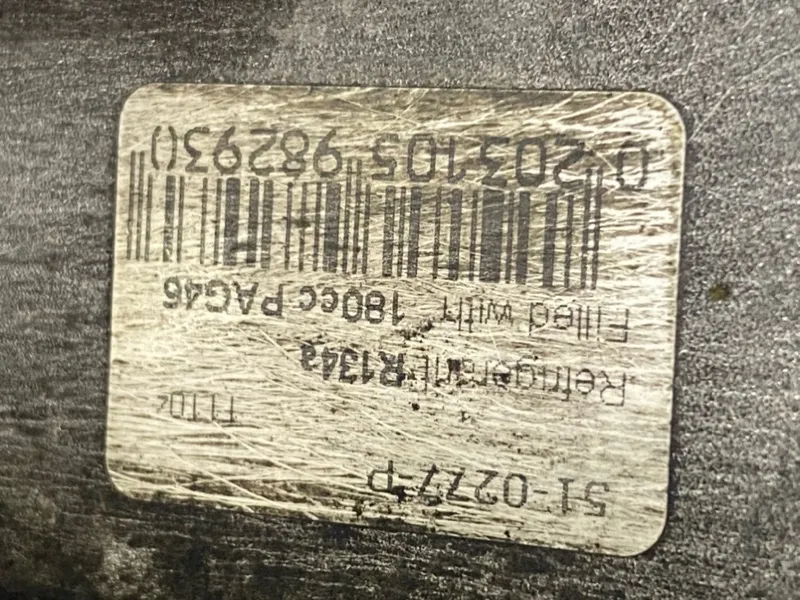 51-0277-P
Refrigerant R134a
Filled with 180cc PAG46
0 203105 982930